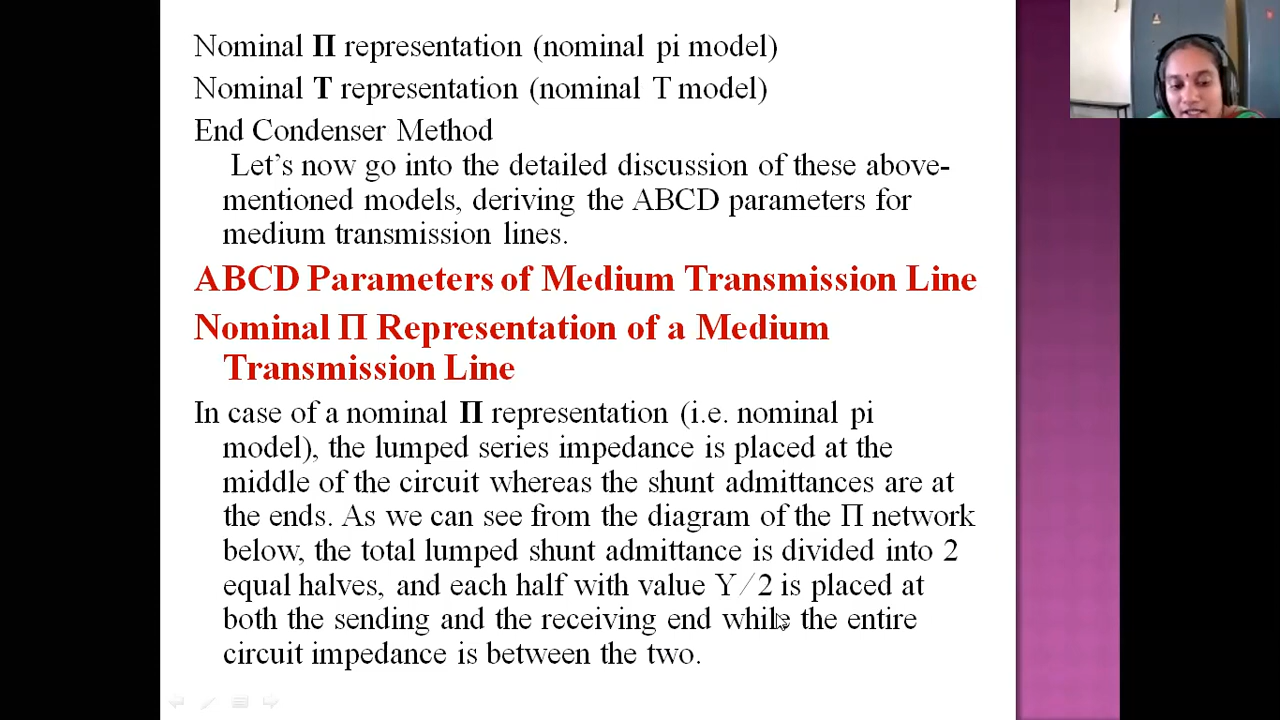 Nominal Π representation (nominal pi model)
Nominal T representation (nominal T model)
End Condenser Method
Let’s now go into the detailed discussion of these above-
mentioned models, deriving the ABCD parameters for
medium transmission lines.
ABCD Parameters of Medium Transmission Line
Nominal Π Representation of a Medium
Transmission Line
In case of a nominal Π representation (i.e. nominal pi
model), the lumped series impedance is placed at the
middle of the circuit whereas the shunt admittances are at
the ends. As we can see from the diagram of the Π network
below, the total lumped shunt admittance is divided into 2
equal halves, and each half with value Y ⁄ 2 is placed at
both the sending and the receiving end while the entire
circuit impedance is between the two.